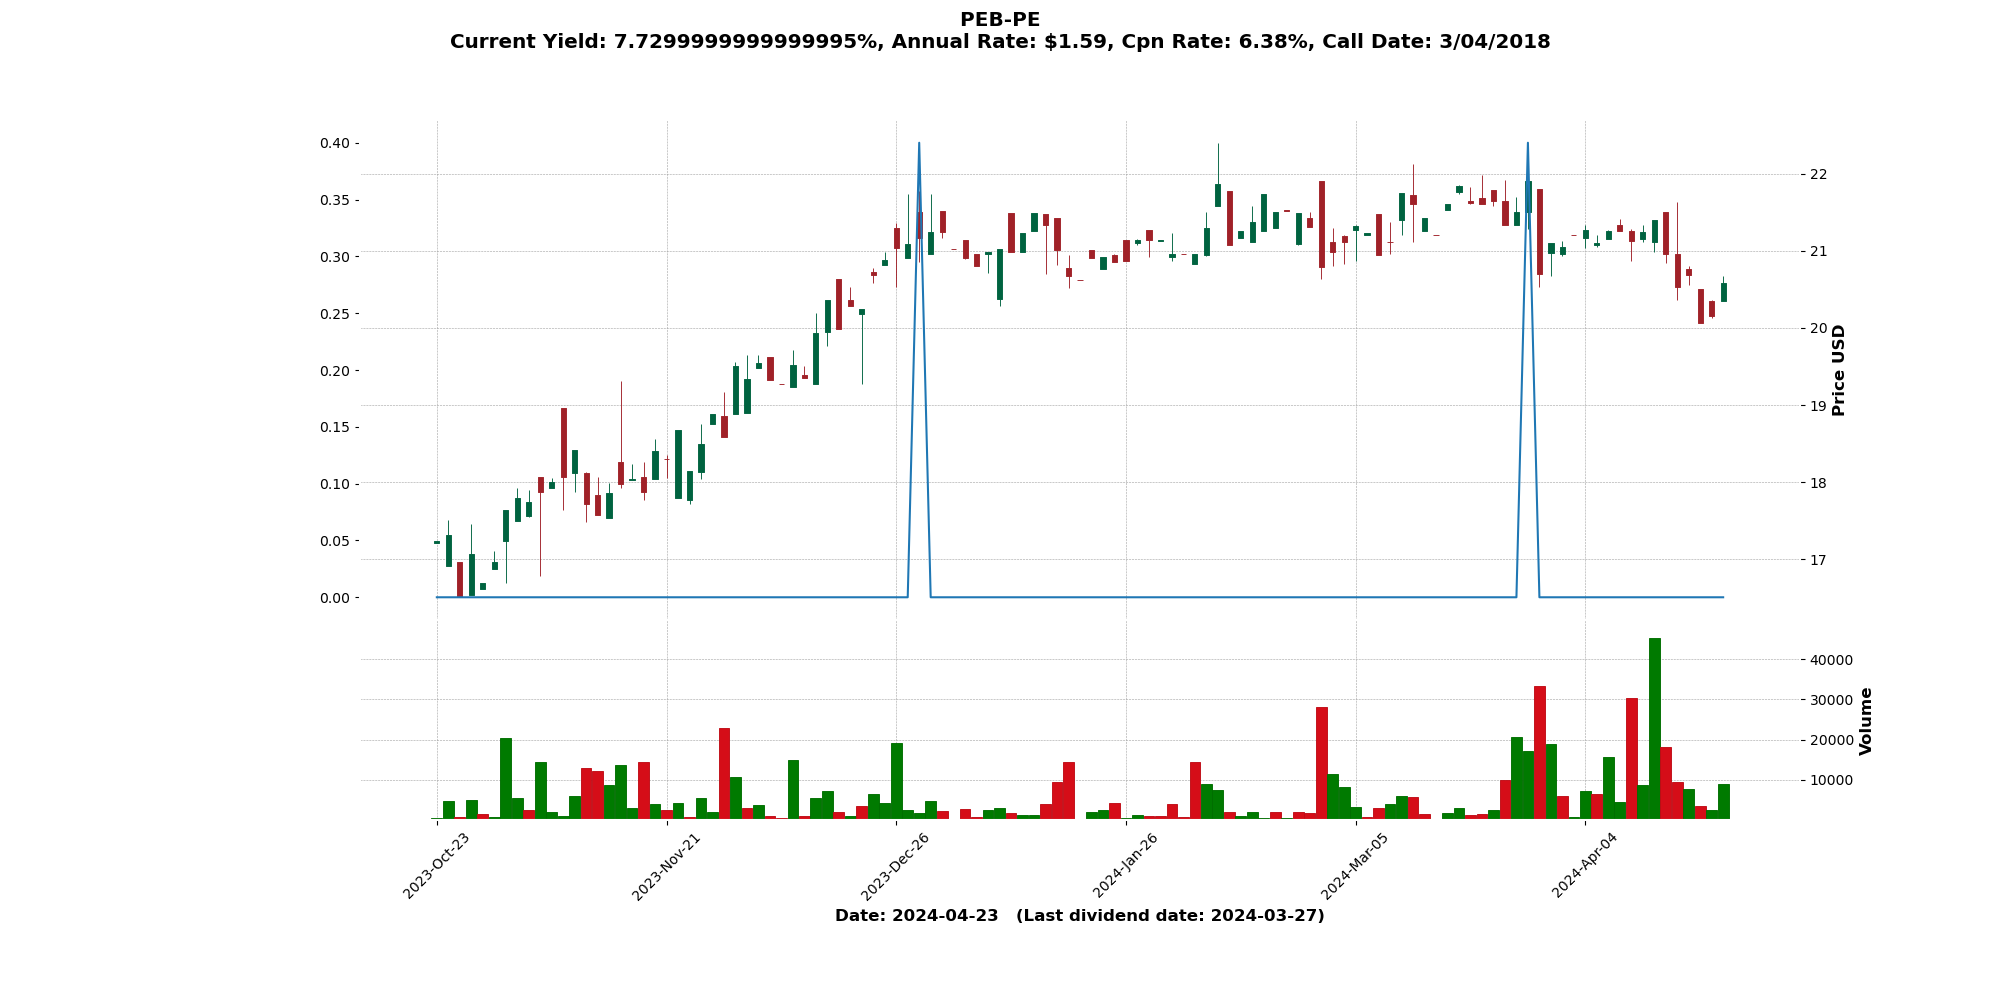 PEB-PE
Current Yield: 7.7299999999999995%, Annual Rate: $1.59, Cpn Rate: 6.38%, Call Date: 3/04/2018
0.40
0.35
0.30
0.25
0.20
0.15
0.10
0.05
0.00
22
21
20
19
18
17
Price USD
40000
30000
20000
10000
Volume
2023-Oct-23
2023-Nov-21
2023-Dec-26
2024-Jan-26
2024-Mar-05
2024-Apr-04
Date: 2024-04-23 (Last dividend date: 2024-03-27)